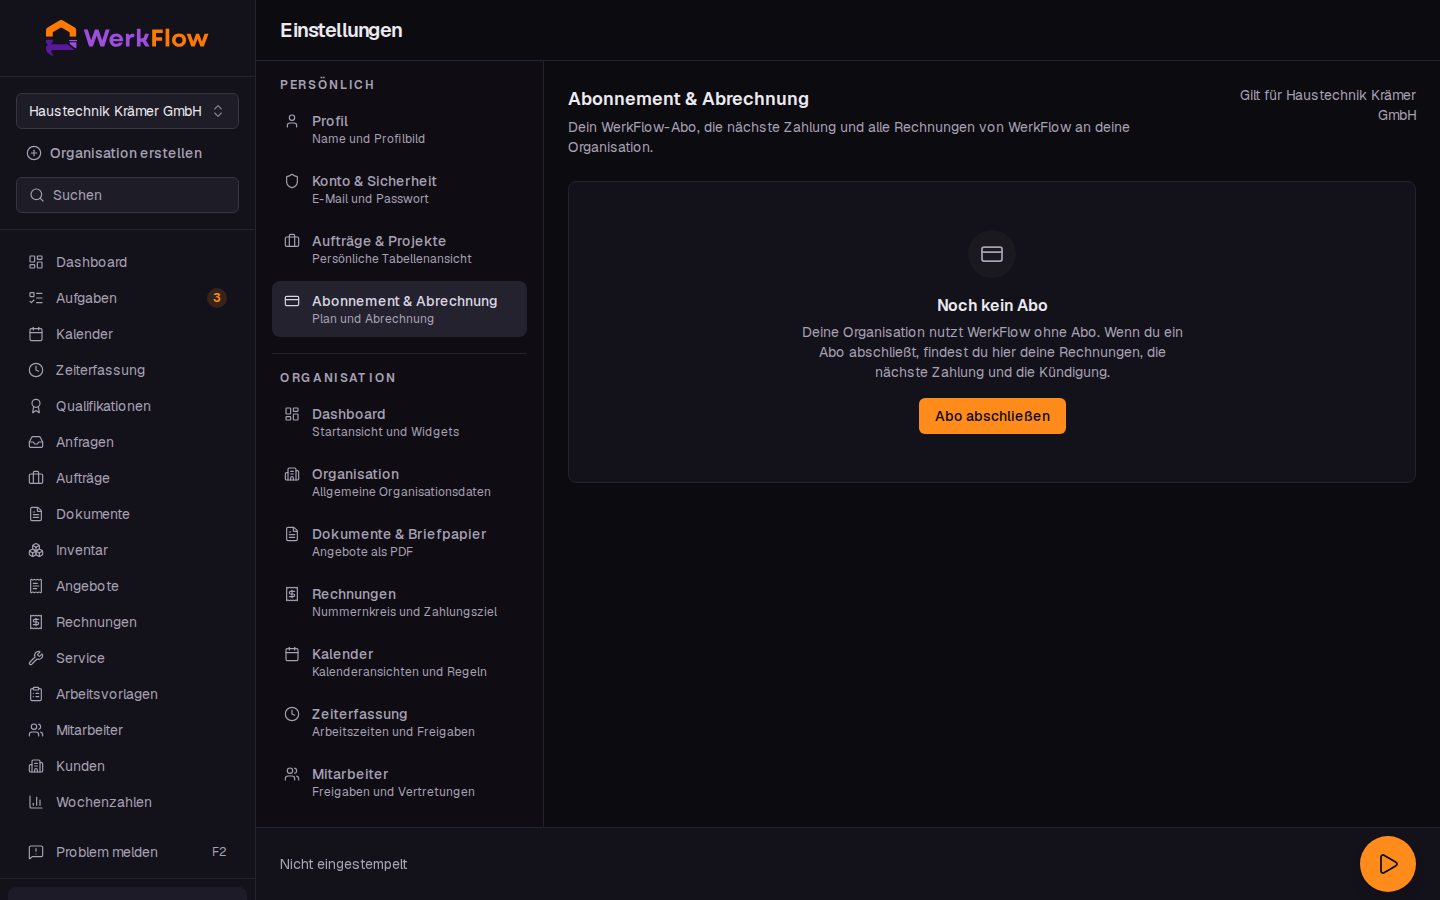 WerkFlow
Haustechnik Krämer GmbH
Organisation erstellen
Suchen
Dashboard
Aufgaben 3
Kalender
Zeiterfassung
Qualifikationen
Anfragen
Aufträge
Dokumente
Inventar
Angebote
Rechnungen
Service
Arbeitsvorlagen
Mitarbeiter
Kunden
Wochenzahlen
Problem melden F2
Einstellungen
PERSÖNLICH
Profil
Name und Profilbild
Konto & Sicherheit
E-Mail und Passwort
Aufträge & Projekte
Persönliche Tabellenansicht
Abonnement & Abrechnung
Plan und Abrechnung
ORGANISATION
Dashboard
Startansicht und Widgets
Organisation
Allgemeine Organisationsdaten
Dokumente & Briefpapier
Angebote als PDF
Rechnungen
Nummernkreis und Zahlungsziel
Kalender
Kalenderansichten und Regeln
Zeiterfassung
Arbeitszeiten und Freigaben
Mitarbeiter
Freigaben und Vertretungen
Abonnement & Abrechnung
Dein WerkFlow-Abo, die nächste Zahlung und alle Rechnungen von WerkFlow an deine
Organisation.
Gilt für Haustechnik Krämer
GmbH
Noch kein Abo
Deine Organisation nutzt WerkFlow ohne Abo. Wenn du ein
Abo abschließt, findest du hier deine Rechnungen, die
nächste Zahlung und die Kündigung.
Abo abschließen
Nicht eingestempelt